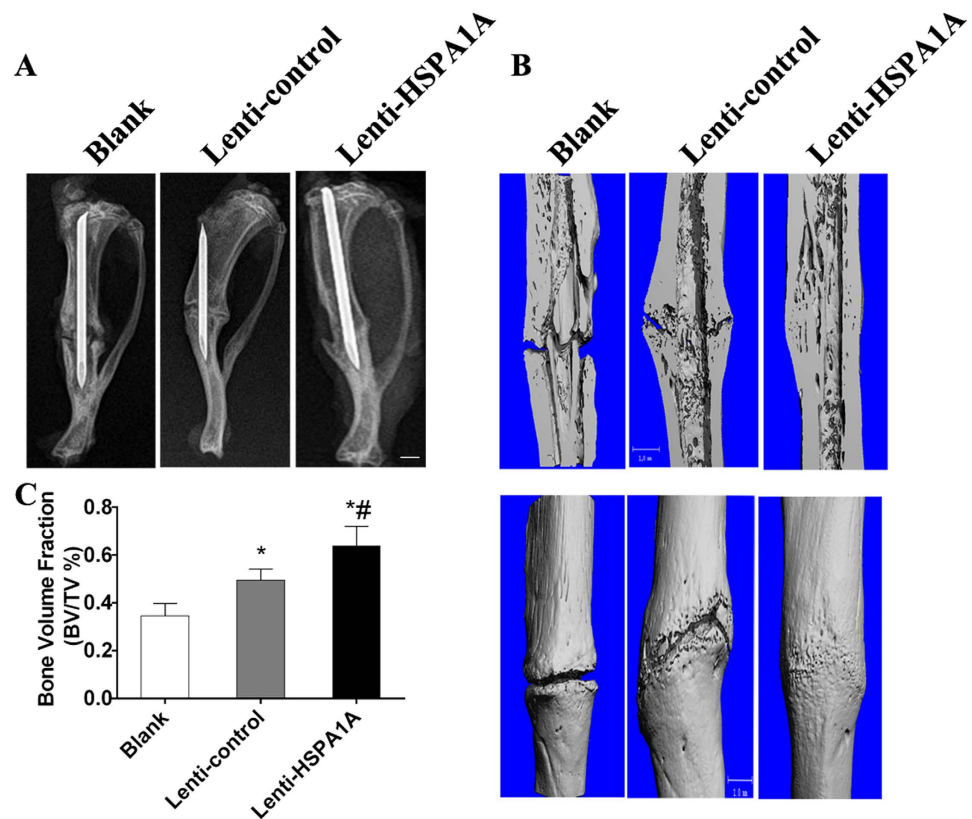 A
Blank
Lenti-control
Lenti-HSPA1A
B
Blank
Lenti-control
Lenti-HSPA1A
C
Bone Volume Fraction
(BV/TV %)
0.8
0.6
0.4
0.2
0.0
*
*#
Blank
Lenti-control
Lenti-HSPA1A